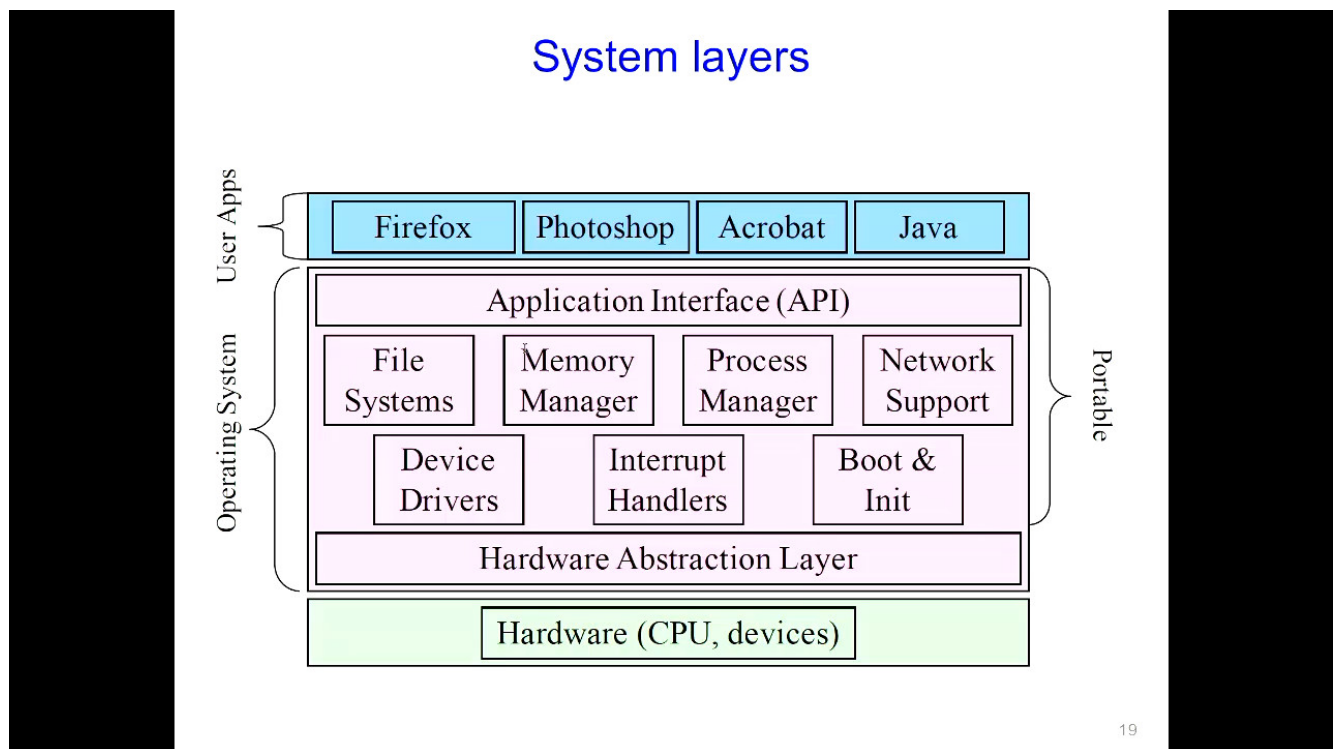 System layers
User Apps
Firefox
Photoshop
Acrobat
Java
Operating System
Application Interface (API)
File
Systems
Memory
Manager
Process
Manager
Network
Support
Portable
Device
Drivers
Interrupt
Handlers
Boot &
Init
Hardware Abstraction Layer
Hardware (CPU, devices)
19